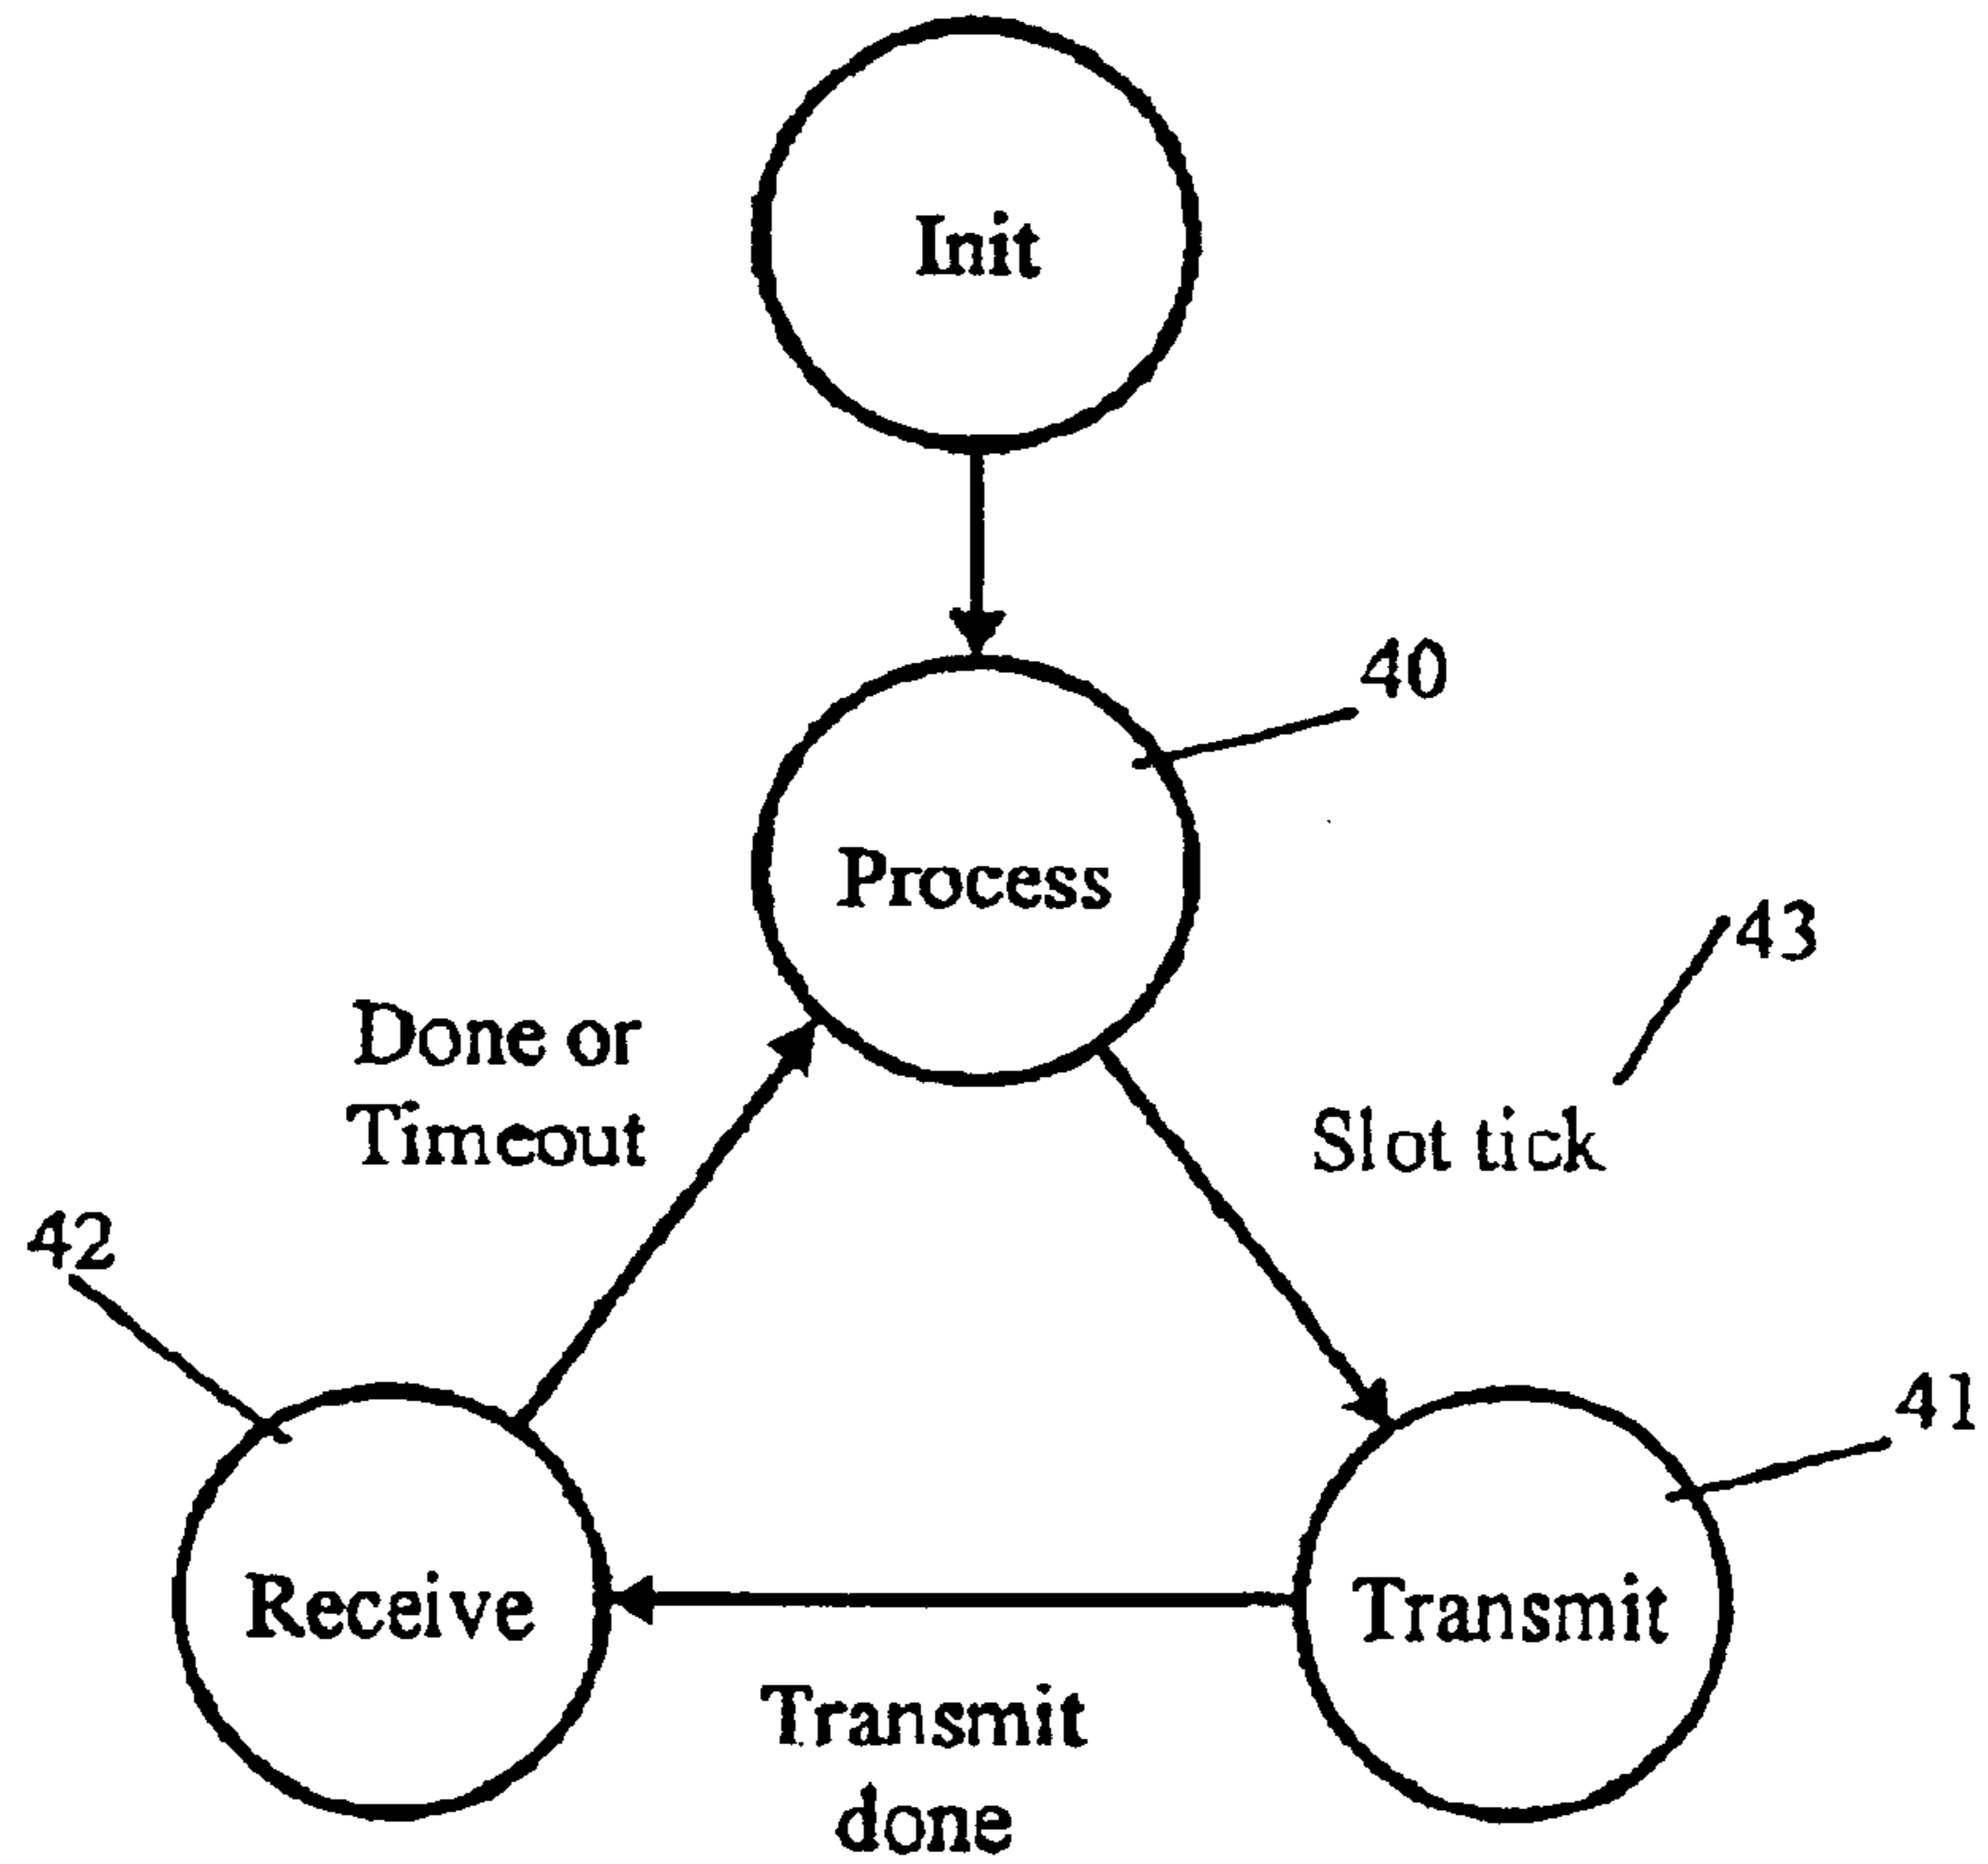 Init
40
Process
43
Done or
Timeout
Slot tick
42
41
Receive
Transmit
Transmit
done